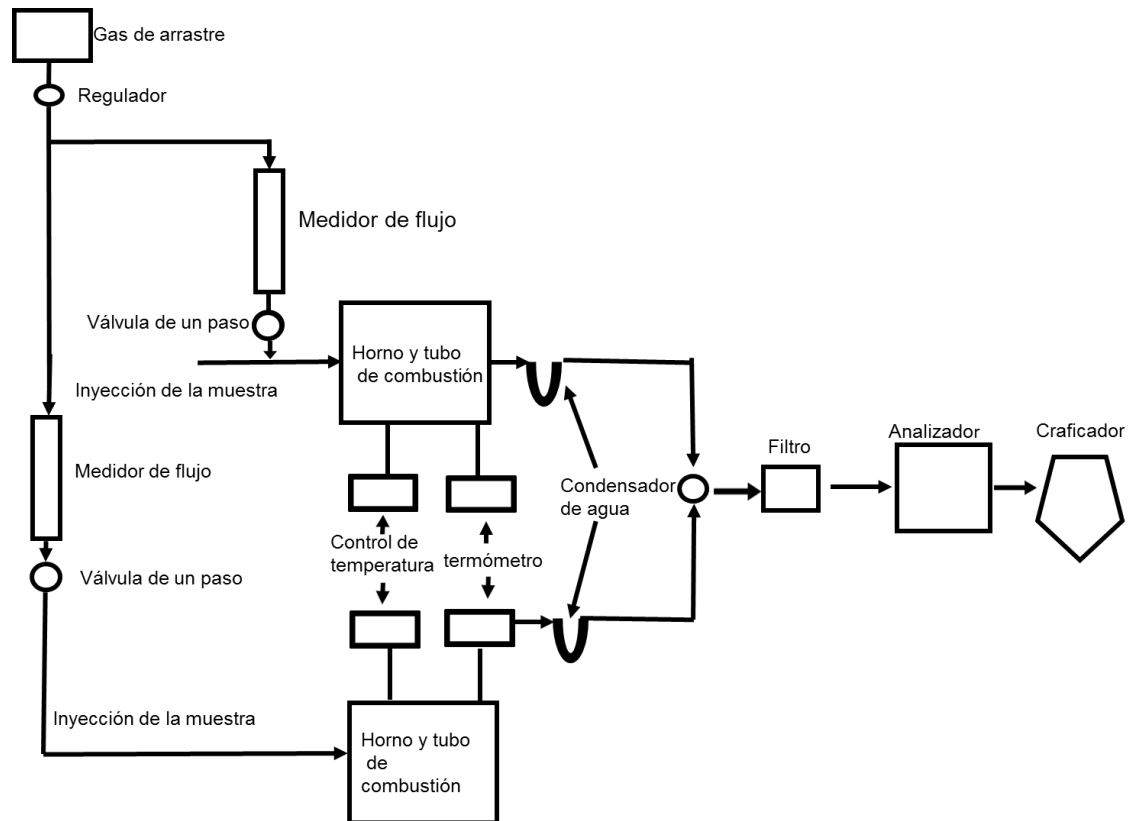 Gas de arrastre
Regulador
Medidor de flujo
Válvula de un paso
Horno y tubo
de combustión
Inyección de la muestra
Medidor de flujo
Válvula de un paso
Control de
temperatura
termómetro
Condensador
de agua
Filtro
Analizador
Craficador
Inyección de la muestra
Horno y tubo
de
combustión